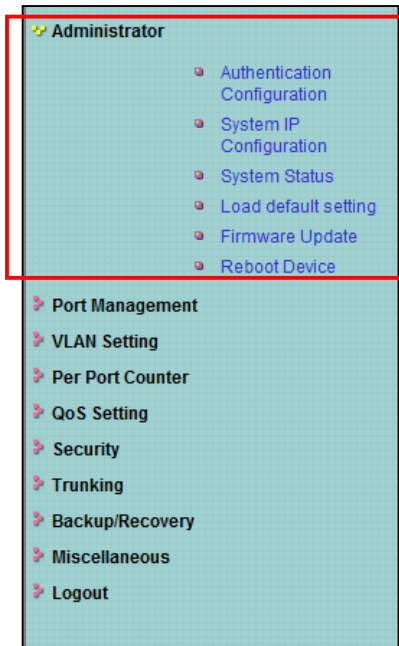 Administrator
Authentication
Configuration
System IP
Configuration
System Status
Load default setting
Firmware Update
Reboot Device
Port Management
VLAN Setting
Per Port Counter
QoS Setting
Security
Trunking
Backup/Recovery
Miscellaneous
Logout